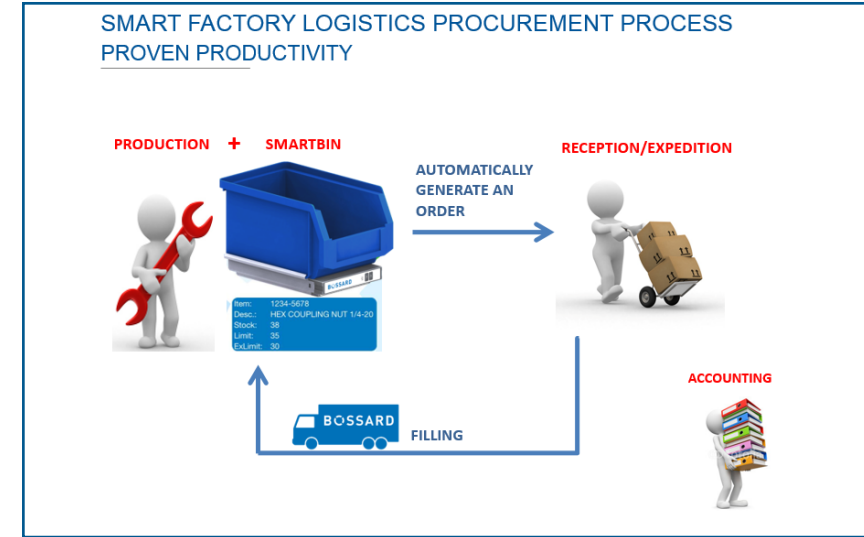 SMART FACTORY LOGISTICS PROCUREMENT PROCESS
PROVEN PRODUCTIVITY
PRODUCTION + SMARTBIN
RECEPTION/EXPEDITION
AUTOMATICALLY
GENERATE AN
ORDER
BOSSARD
Item: 1234-5678
Desc.: HEX COUPLING NUT 1/4-20
Stock: 38
Limit: 35
ExLimit: 30
ACCOUNTING
BOSSARD
FILLING